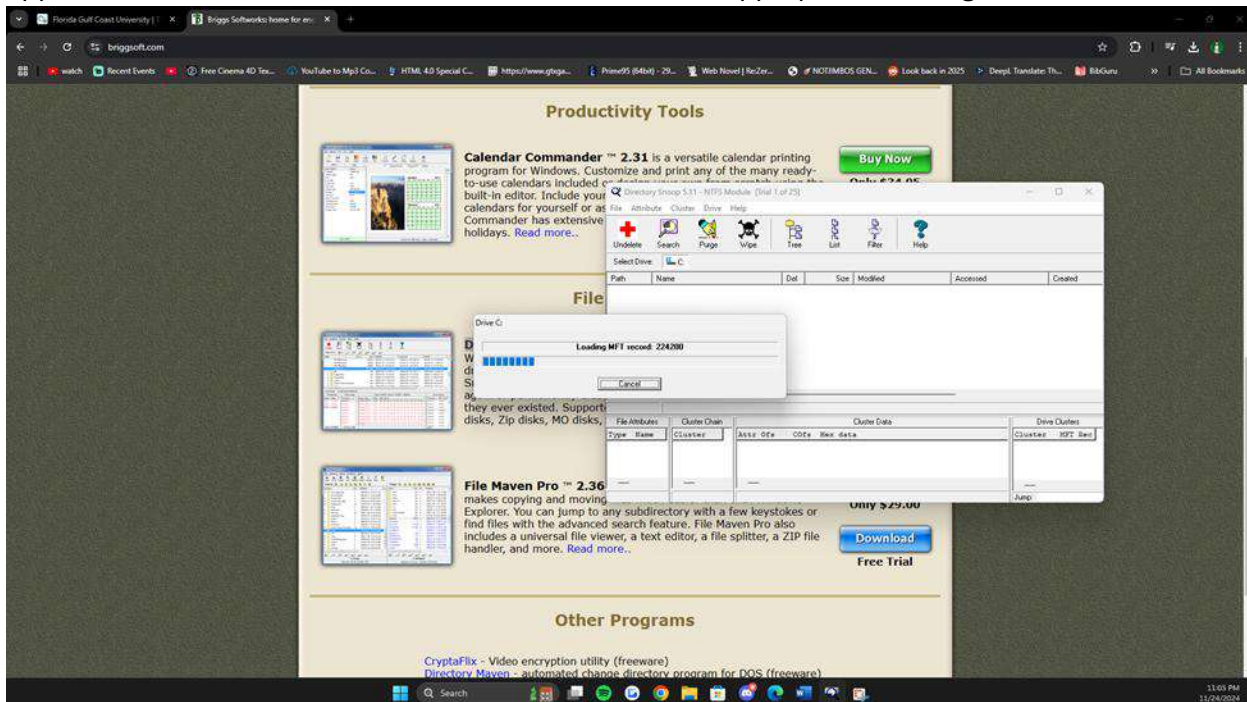 Florida Gulf Coast University |
Briggs Softworks: home for en
briggsoft.com
watch
Recent Events
Free Cinema 4D Tex...
YouTube to Mp3 Co...
HTML 4.0 Special C...
Prime95 (64bit) - 29...
Web Novel | Re:Zer...
Look back in 2025
DeepL Translate: Th...
BibGuru
All Bookmarks
Productivity Tools
Calendar Commander ™ 2.31 is a versatile calendar printing
program for Windows. Customize and print any of the many ready-
to-use calendars included
built-in editor. Include your
calendars for yourself or as
Commander has extensive
holidays. Read more..
Buy Now
Directory Snoop 5.11 - NTFS Module [Trial 1 of 25]
File Attribute Cluster Drive Help
Undelete Search Purge Wipe Tree List Filter Help
Select Drive: C:
Path Name Del Size Modified Accessed Created
File
Drive C:
Loading MFT record: 224200
Cancel
they ever existed. Supports
disks, Zip disks, MO disks,
File Attributes Cluster Chain Cluster Data Drive Clusters
Type Name Cluster Attr Ofs COfs Hex data Cluster MFT Rec
Jump
File Maven Pro ™ 2.36
makes copying and moving
Explorer. You can jump to any subdirectory with a few keystokes or
find files with the advanced search feature. File Maven Pro also
includes a universal file viewer, a text editor, a file splitter, a ZIP file
handler, and more. Read more..
Only $29.00
Download
Free Trial
Other Programs
CryptaFlix - Video encryption utility (freeware)
Directory Maven - automated change directory program for DOS (freeware)
Search
11:05 PM
11/24/2024